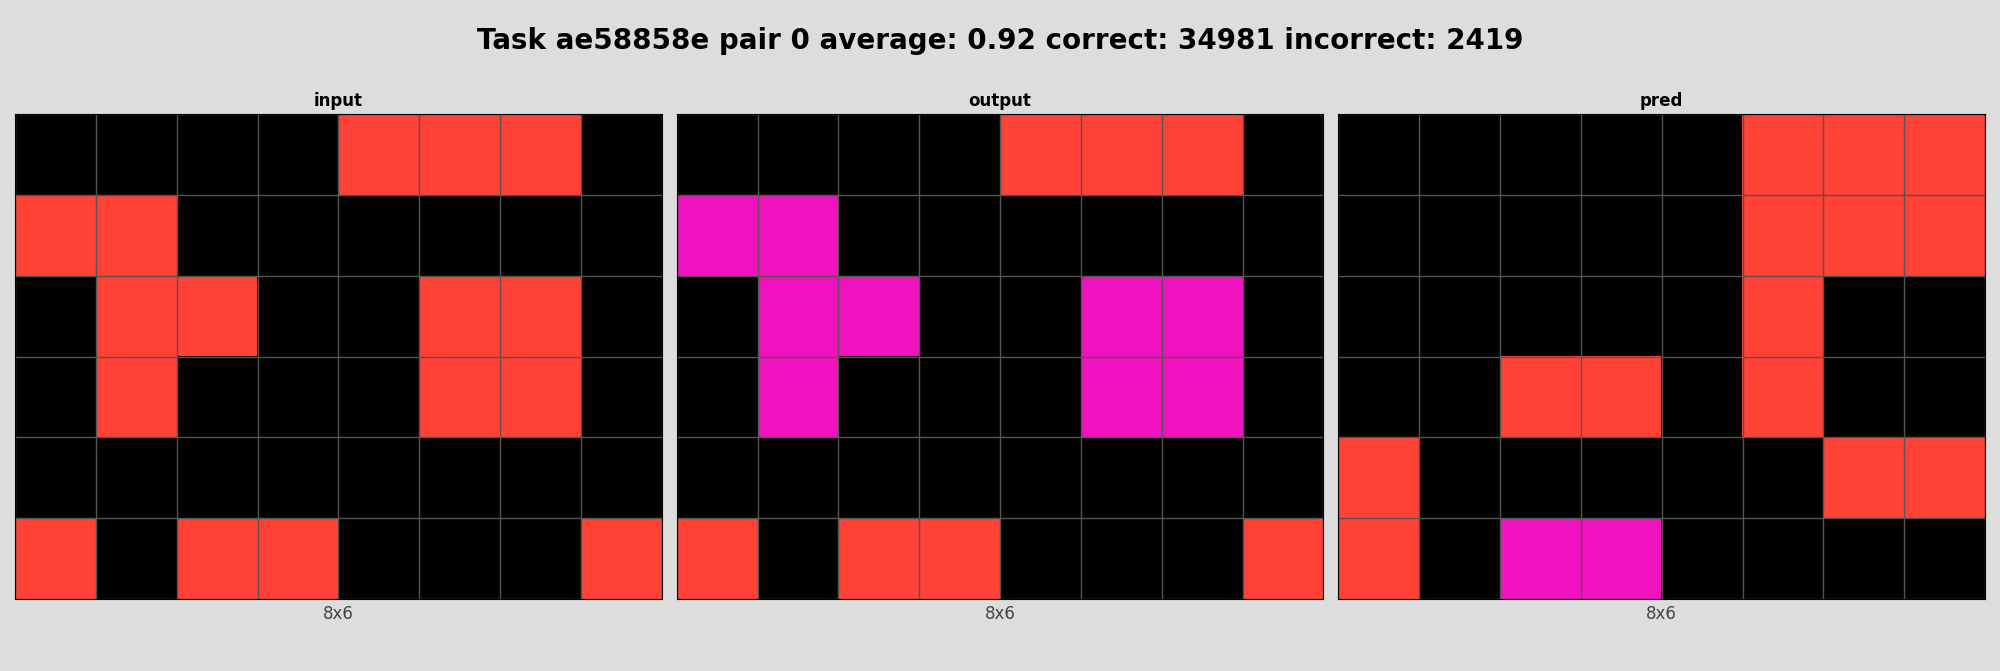 Task ae58858e pair 0 average: 0.92 correct: 34981 incorrect: 2419
input
output
pred
8x6
8x6
8x6